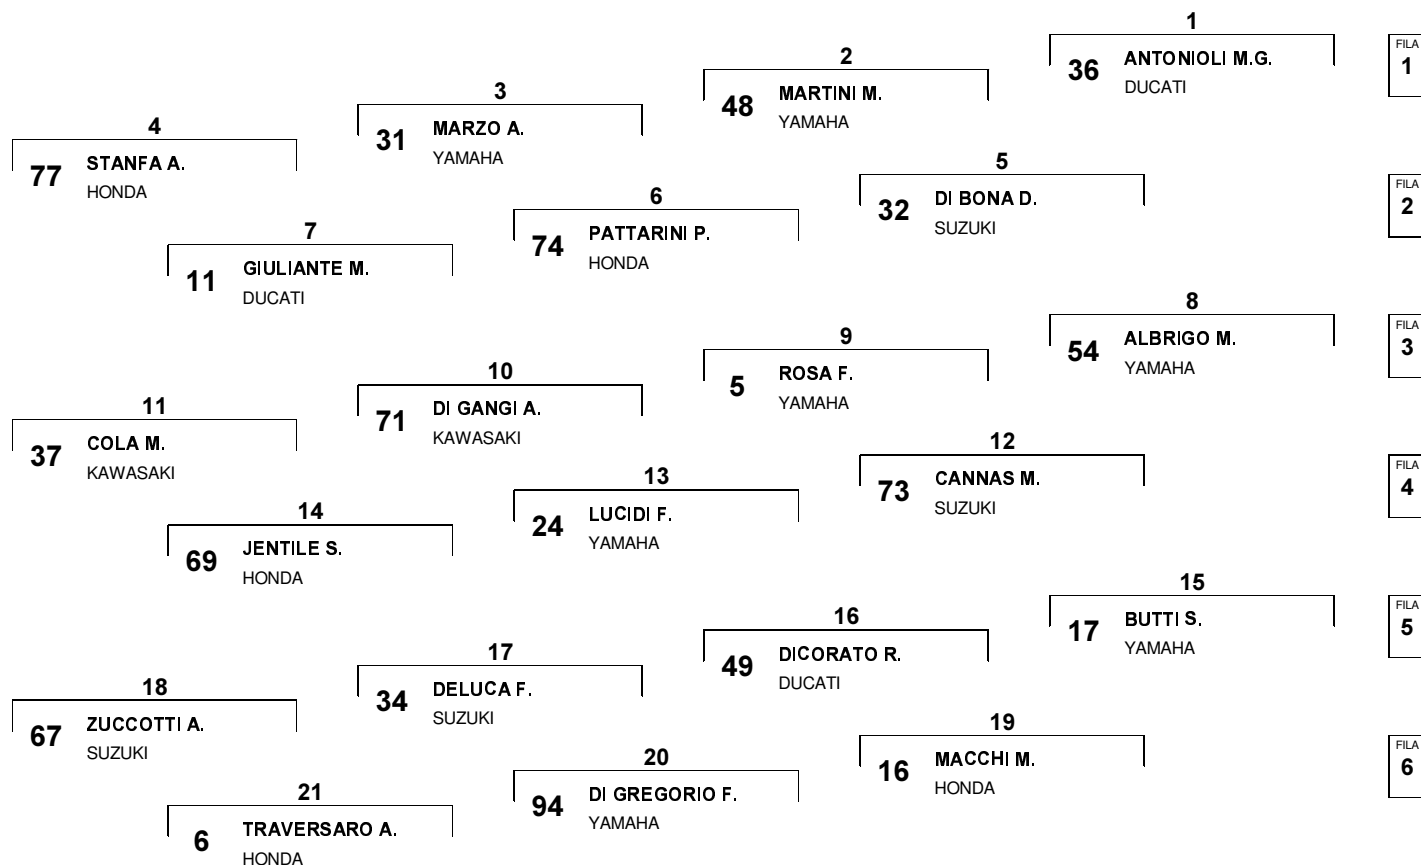 1
36 ANTONIOLI M.G.
DUCATI
FILA
1
2
48 MARTINI M.
YAMAHA
3
31 MARZO A.
YAMAHA
4
77 STANFA A.
HONDA
5
32 DI BONA D.
SUZUKI
FILA
2
6
74 PATTARINI P.
HONDA
7
11 GIULIANTE M.
DUCATI
8
54 ALBRIGO M.
YAMAHA
FILA
3
9
5 ROSA F.
YAMAHA
10
71 DI GANGI A.
KAWASAKI
11
37 COLA M.
KAWASAKI
12
73 CANNAS M.
SUZUKI
FILA
4
13
24 LUCIDI F.
YAMAHA
14
69 JENTILE S.
HONDA
15
17 BUTTI S.
YAMAHA
FILA
5
16
49 DICORATO R.
DUCATI
17
34 DELUCA F.
SUZUKI
18
67 ZUCCOTTI A.
SUZUKI
19
16 MACCHI M.
HONDA
FILA
6
20
94 DI GREGORIO F.
YAMAHA
21
6 TRAVERSARO A.
HONDA